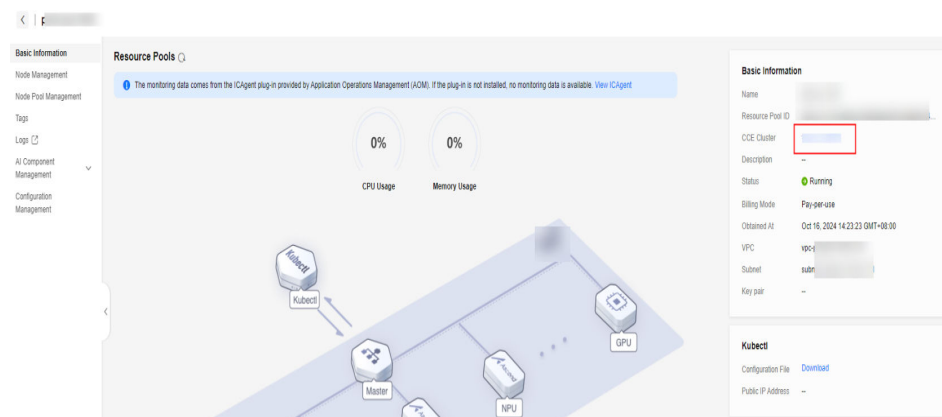 Basic Information
Node Management
Node Pool Management
Tags
Logs
AI Component
Management
Configuration
Management
Resource Pools
The monitoring data comes from the ICAgent plug-in provided by Application Operations Management (AOM). If the plug-in is not installed, no monitoring data is available. View ICAgent
0%
CPU Usage
0%
Memory Usage
Kubectl
Kubectl
Master
Ascend
NPU
GPU
Basic Information
Name
Resource Pool ID ...
CCE Cluster
Description --
Status Running
Billing Mode Pay-per-use
Obtained At Oct 16, 2024 14:23:23 GMT+08:00
VPC vpc-
Subnet subn
Key pair --
Kubectl
Configuration File Download
Public IP Address --